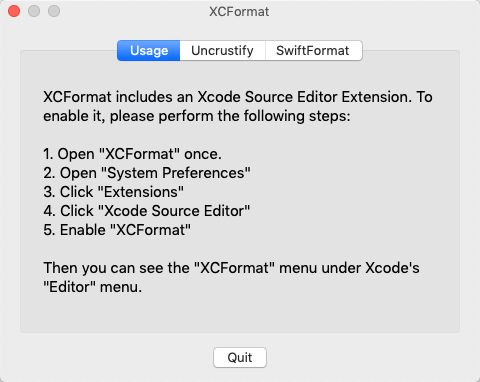 XCFormat
Usage
Uncrustify
SwiftFormat
XCFormat includes an Xcode Source Editor Extension. To
enable it, please perform the following steps:
1. Open "XCFormat" once.
2. Open "System Preferences"
3. Click "Extensions"
4. Click "Xcode Source Editor"
5. Enable "XCFormat"
Then you can see the "XCFormat" menu under Xcode's
"Editor" menu.
Quit